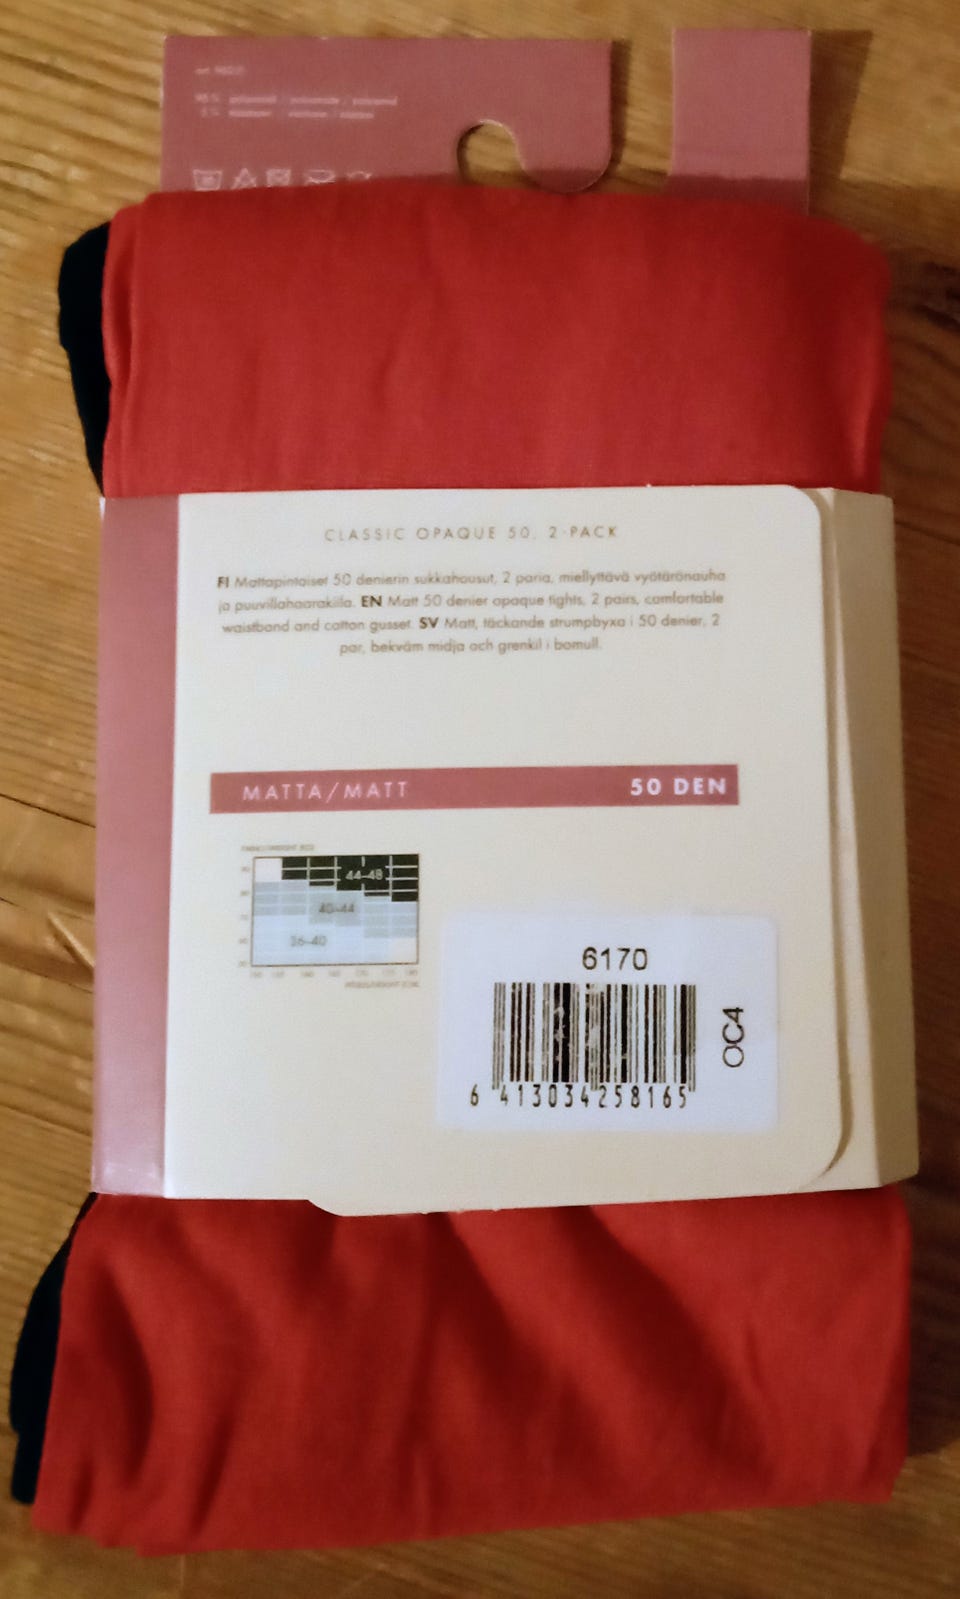 CLASSIC OPAQUE 50, 2-PACK
FI Mattapintaiset 50 denierin sukkahousut, 2 paria, miellyttävä vyötärönauha
ja puuvillahaarakiila. EN Matt 50 denier opaque tights, 2 pairs, comfortable
waistband and cotton gusset. SV Matt, täckande strumpbyxa i 50 denier, 2
par, bekväm midja och grenkil i bomull.
MATTA/MATT 50 DEN
44–48
40–44
36–40
6170
OC4
6 413034 258165